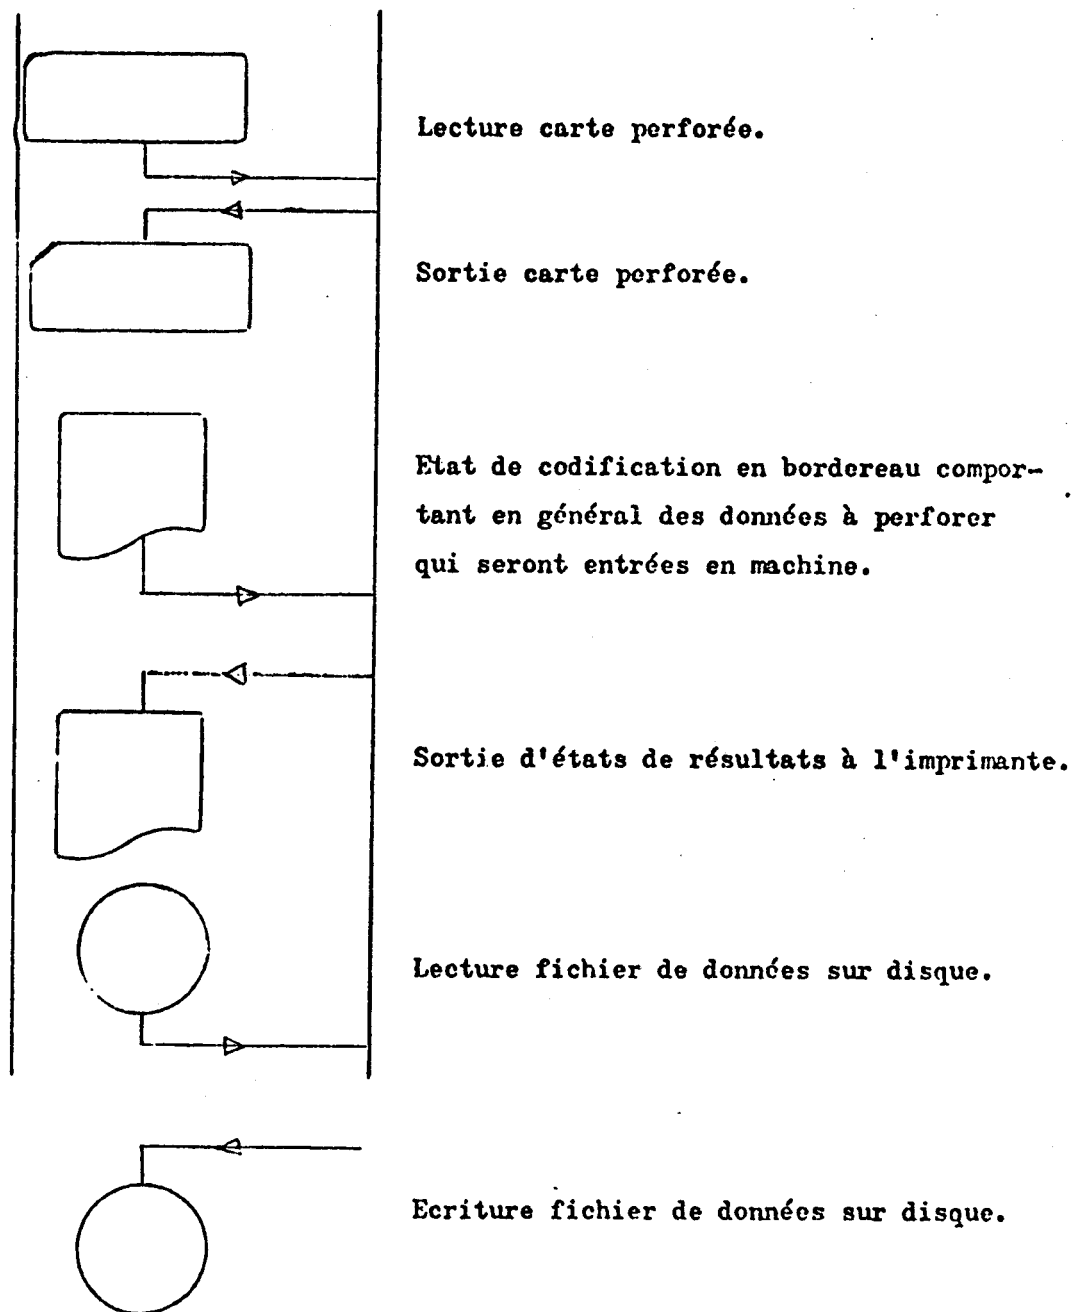 Lecture carte perforée.
Sortie carte perforée.
Etat de codification en bordereau compor-
tant en général des données à perforer
qui seront entrées en machine.
Sortie d'états de résultats à l'imprimante.
Lecture fichier de données sur disque.
Ecriture fichier de données sur disque.